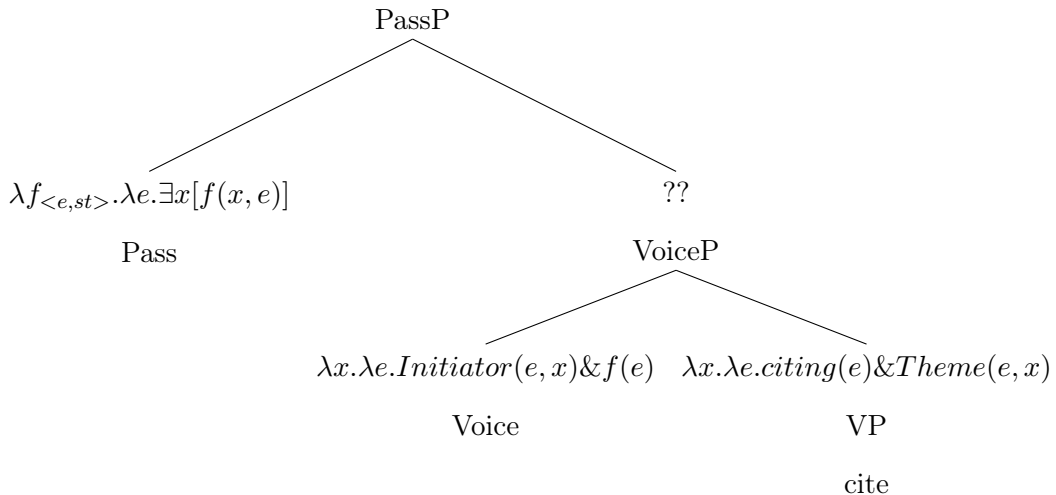 PassP
λf<e,st>.λe.∃x[f(x, e)]
??
Pass
VoiceP
λx.λe.Initiator(e, x)&f(e)
λx.λe.citing(e)&Theme(e, x)
Voice
VP
cite